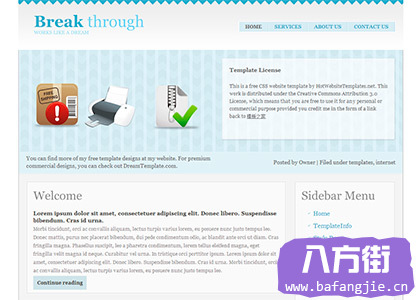 Break through
WORKS LIKE A DREAM
HOME SERVICES ABOUT US CONTACT US
FREE SHIPPING
Template License
This is a free CSS website template by HotWebsiteTemplates.net. This
work is distributed under the Creative Commons Attribution 3.0
License, which means that you are free to use it for any personal or
commercial purpose provided you credit me in the form of a link
back to
You can find more of my free template designs at my website. For premium
commercial designs, you can check out DreamTemplate.com.
Posted by Owner | Filed under templates, internet
Welcome
Lorem ipsum dolor sit amet, consectetuer adipiscing elit. Donec libero. Suspendisse
bibendum. Cras id urna.
Morbi tincidunt, orci ac convallis aliquam, lectus turpis varius lorem, eu posuere nunc justo tempus leo.
Donec mattis, purus nec placerat bibendum, dui pede condimentum odio, ac blandit ante orci ut diam. Cras
fringilla magna. Phasellus suscipit, leo a pharetra condimentum, lorem tellus eleifend magna, eget
fringilla velit magna id neque. Curabitur vel urna. In tristique orci porttitor ipsum. Lorem ipsum dolor sit
amet, consectetuer adipiscing elit. Donec libero. Suspendisse bibendum. Cras id urna. Morbi tincidunt,
orci ac convallis aliquam, lectus turpis varius lorem, eu posuere nunc justo tempus leo.
Continue reading
Sidebar Menu
Home
TemplateInfo
八方街
www.bafangjie.cn